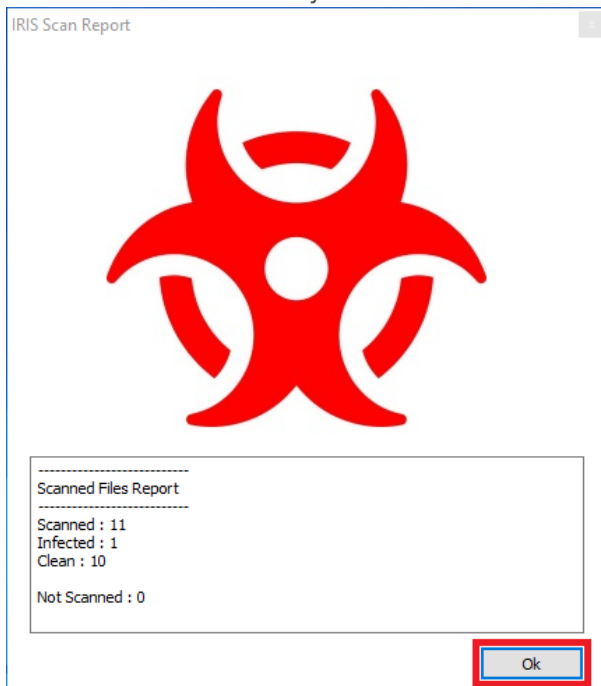 IRIS Scan Report
---------------------------
Scanned Files Report
---------------------------
Scanned : 11
Infected : 1
Clean : 10
Not Scanned : 0
Ok